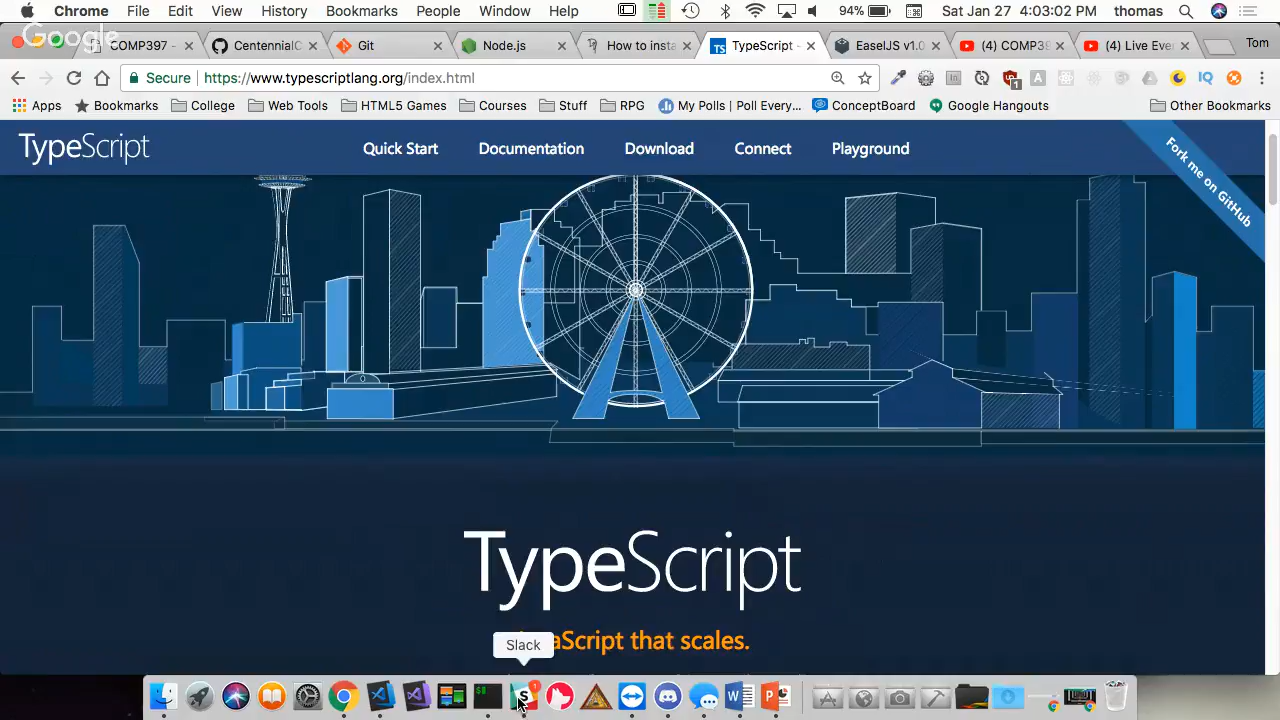 Chrome File Edit View History Bookmarks People Window Help 94% Sat Jan 27 4:03:02 PM thomas
Google
COMP397 - CentennialC Git Node.js How to insta Typescript - EaselJS v1.0 (4) COMP3 (4) Live Eve Tom
Secure https://www.typescriptlang.org/index.html
Apps Bookmarks College Web Tools HTML5 Games Courses Stuff RPG My Polls | Poll Every... ConceptBoard Google Hangouts Other Bookmarks
TypeScript Quick Start Documentation Download Connect Playground
Fork me on GitHub
TypeScript
aScript that scales.
Slack